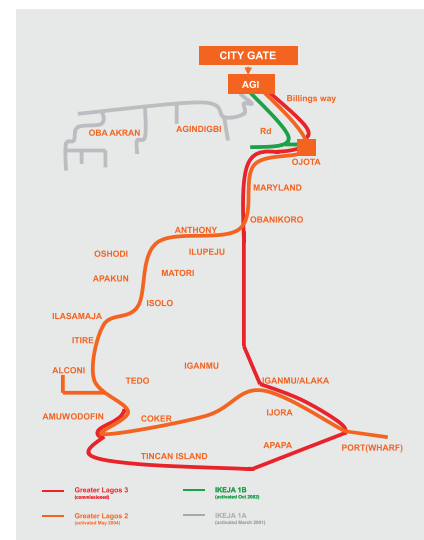 CITY GATE
AGI
Billings way
OBA AKRAN
AGINDIGBI
Rd
OJOTA
MARYLAND
OBANIKORO
ANTHONY
OSHODI
ILUPEJU
APAKUN
MATORI
ISOLO
ILASAMAJA
ITIRE
ALCONI
IGANMU
TEDO
IGANMU/ALAKA
AMUWODOFIN
COKER
IJORA
APAPA
PORT(WHARF)
TINCAN ISLAND
Greater Lagos 3
(commissioned)
IKEJA 1B
(activated Oct 2002)
Greater Lagos 2
(activated May 2004)
IKEJA 1A
(activated March 2001)